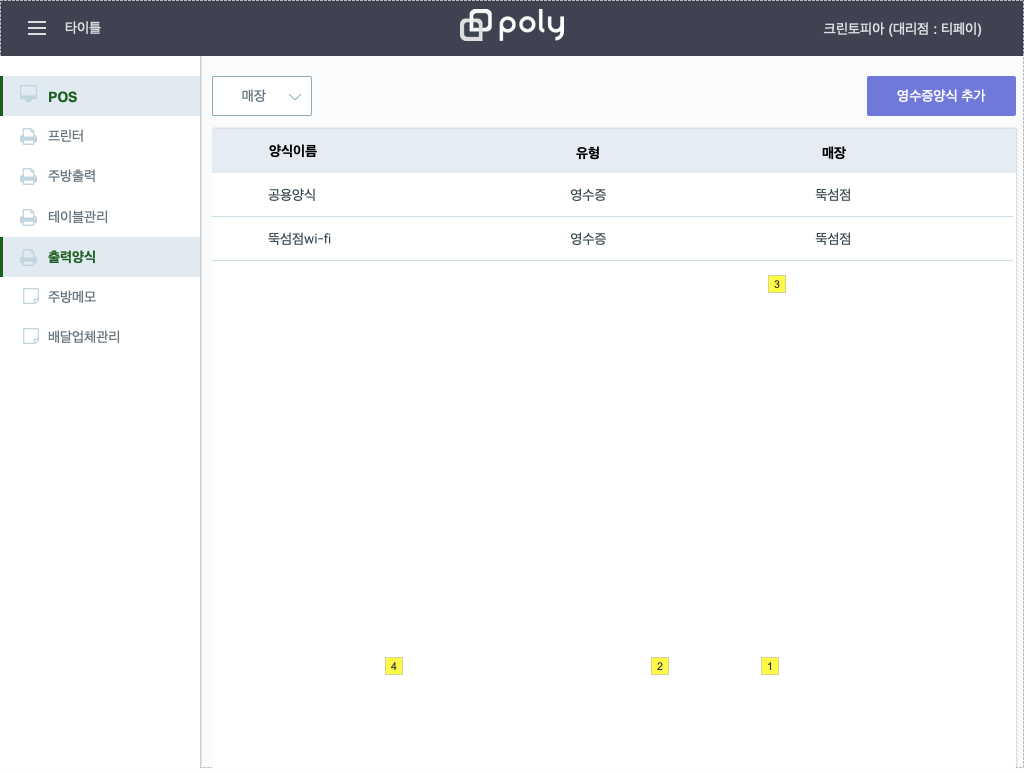 타이틀
poly
크린토피아 (대리점 : 티페이)
POS
프린터
주방출력
테이블관리
출력양식
주방메모
배달업체관리
매장
영수증양식 추가
양식이름 유형 매장
공용양식 영수증 뚝섬점
뚝섬점wi-fi 영수증 뚝섬점
3
4 2 1